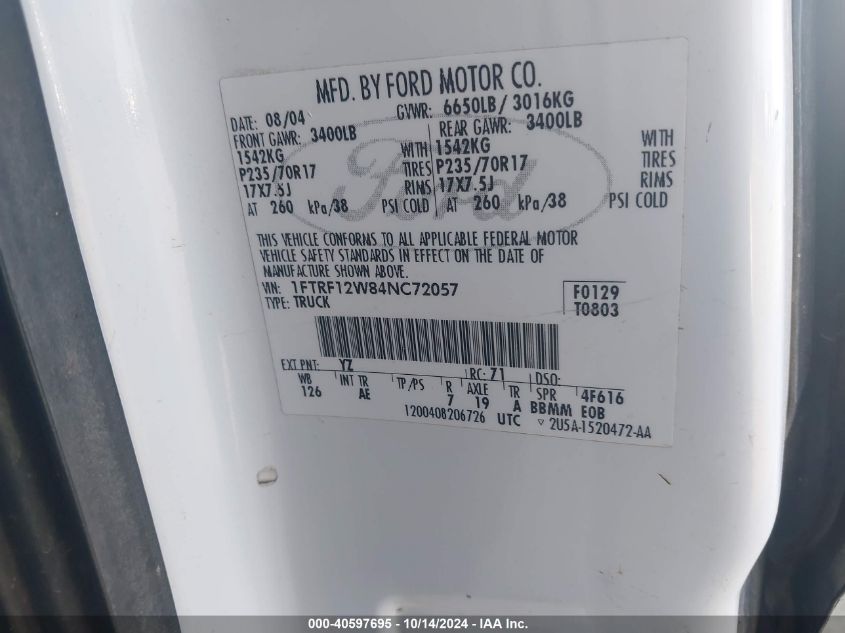 MFD. BY FORD MOTOR CO.
DATE: 08/04 GVWR: 6650LB/ 3016KG
FRONT GAWR: 3400LB REAR GAWR: 3400LB
1542KG WITH 1542KG WITH
P235/70R17 TIRES P235/70R17 TIRES
17X7.5J RIMS 17X7.5J RIMS
AT 260 kPa/38 PSI COLD AT 260 kPa/38 PSI COLD
Ford
THIS VEHICLE CONFORMS TO ALL APPLICABLE FEDERAL MOTOR
VEHICLE SAFETY STANDARDS IN EFFECT ON THE DATE OF
MANUFACTURE SHOWN ABOVE.
VIN: 1FTRF12W84NC72057 F0129
TYPE: TRUCK T0803
EXT PNT: YZ RC: 71 DSO:
WB INT TR TP/PS R AXLE TR SPR 4F616
126 AE 7 19 A BBMM EOB
1200408206726 UTC ▽ 2U5A-1520472-AA
000-40597695 - 10/14/2024 - IAA Inc.